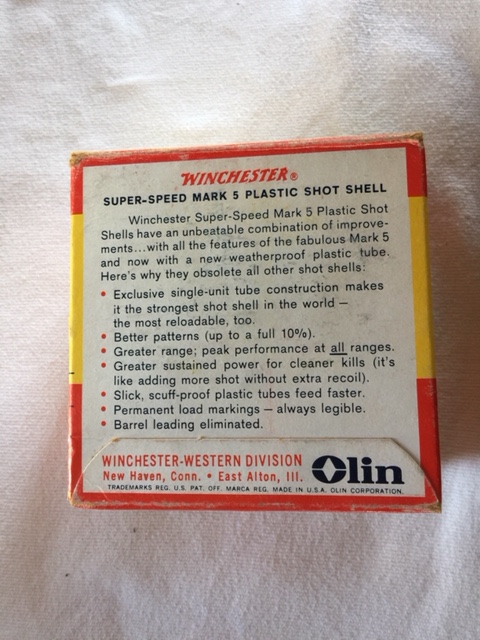 WINCHESTER®
SUPER-SPEED MARK 5 PLASTIC SHOT SHELL
Winchester Super-Speed Mark 5 Plastic Shot
Shells have an unbeatable combination of improve-
ments...with all the features of the fabulous Mark 5
and now with a new weatherproof plastic tube.
Here's why they obsolete all other shot shells:
• Exclusive single-unit tube construction makes
it the strongest shot shell in the world —
the most reloadable, too.
• Better patterns (up to a full 10%).
• Greater range; peak performance at all ranges.
• Greater sustained power for cleaner kills (it's
like adding more shot without extra recoil).
• Slick, scuff-proof plastic tubes feed faster.
• Permanent load markings — always legible.
• Barrel leading eliminated.
WINCHESTER-WESTERN DIVISION
New Haven, Conn. • East Alton, Ill.
Olin
TRADEMARKS REG. U.S. PAT. OFF. MARCA REG. MADE IN U.S.A. OLIN CORPORATION.